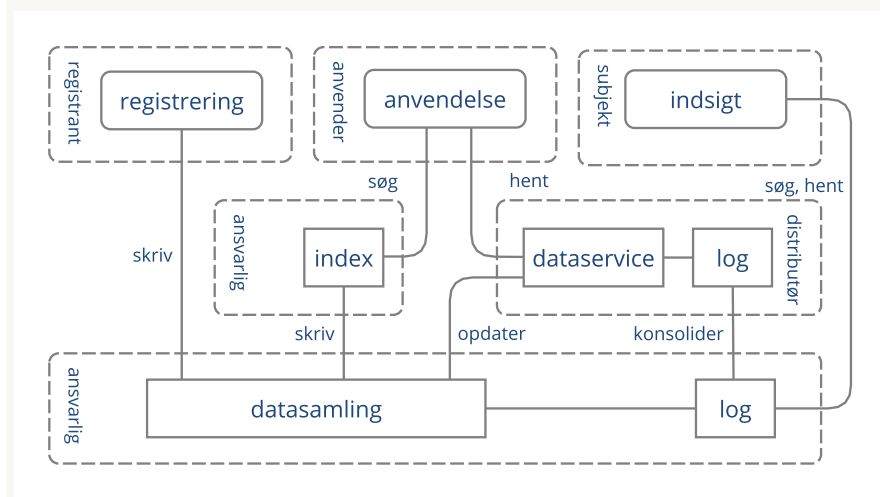 registrant
registrering
anvender
anvendelse
subjekt
indsigt
søg
hent
søg, hent
skriv
ansvarlig
index
dataservice
log
distributør
skriv
opdater
konsolider
ansvarlig
datasamling
log